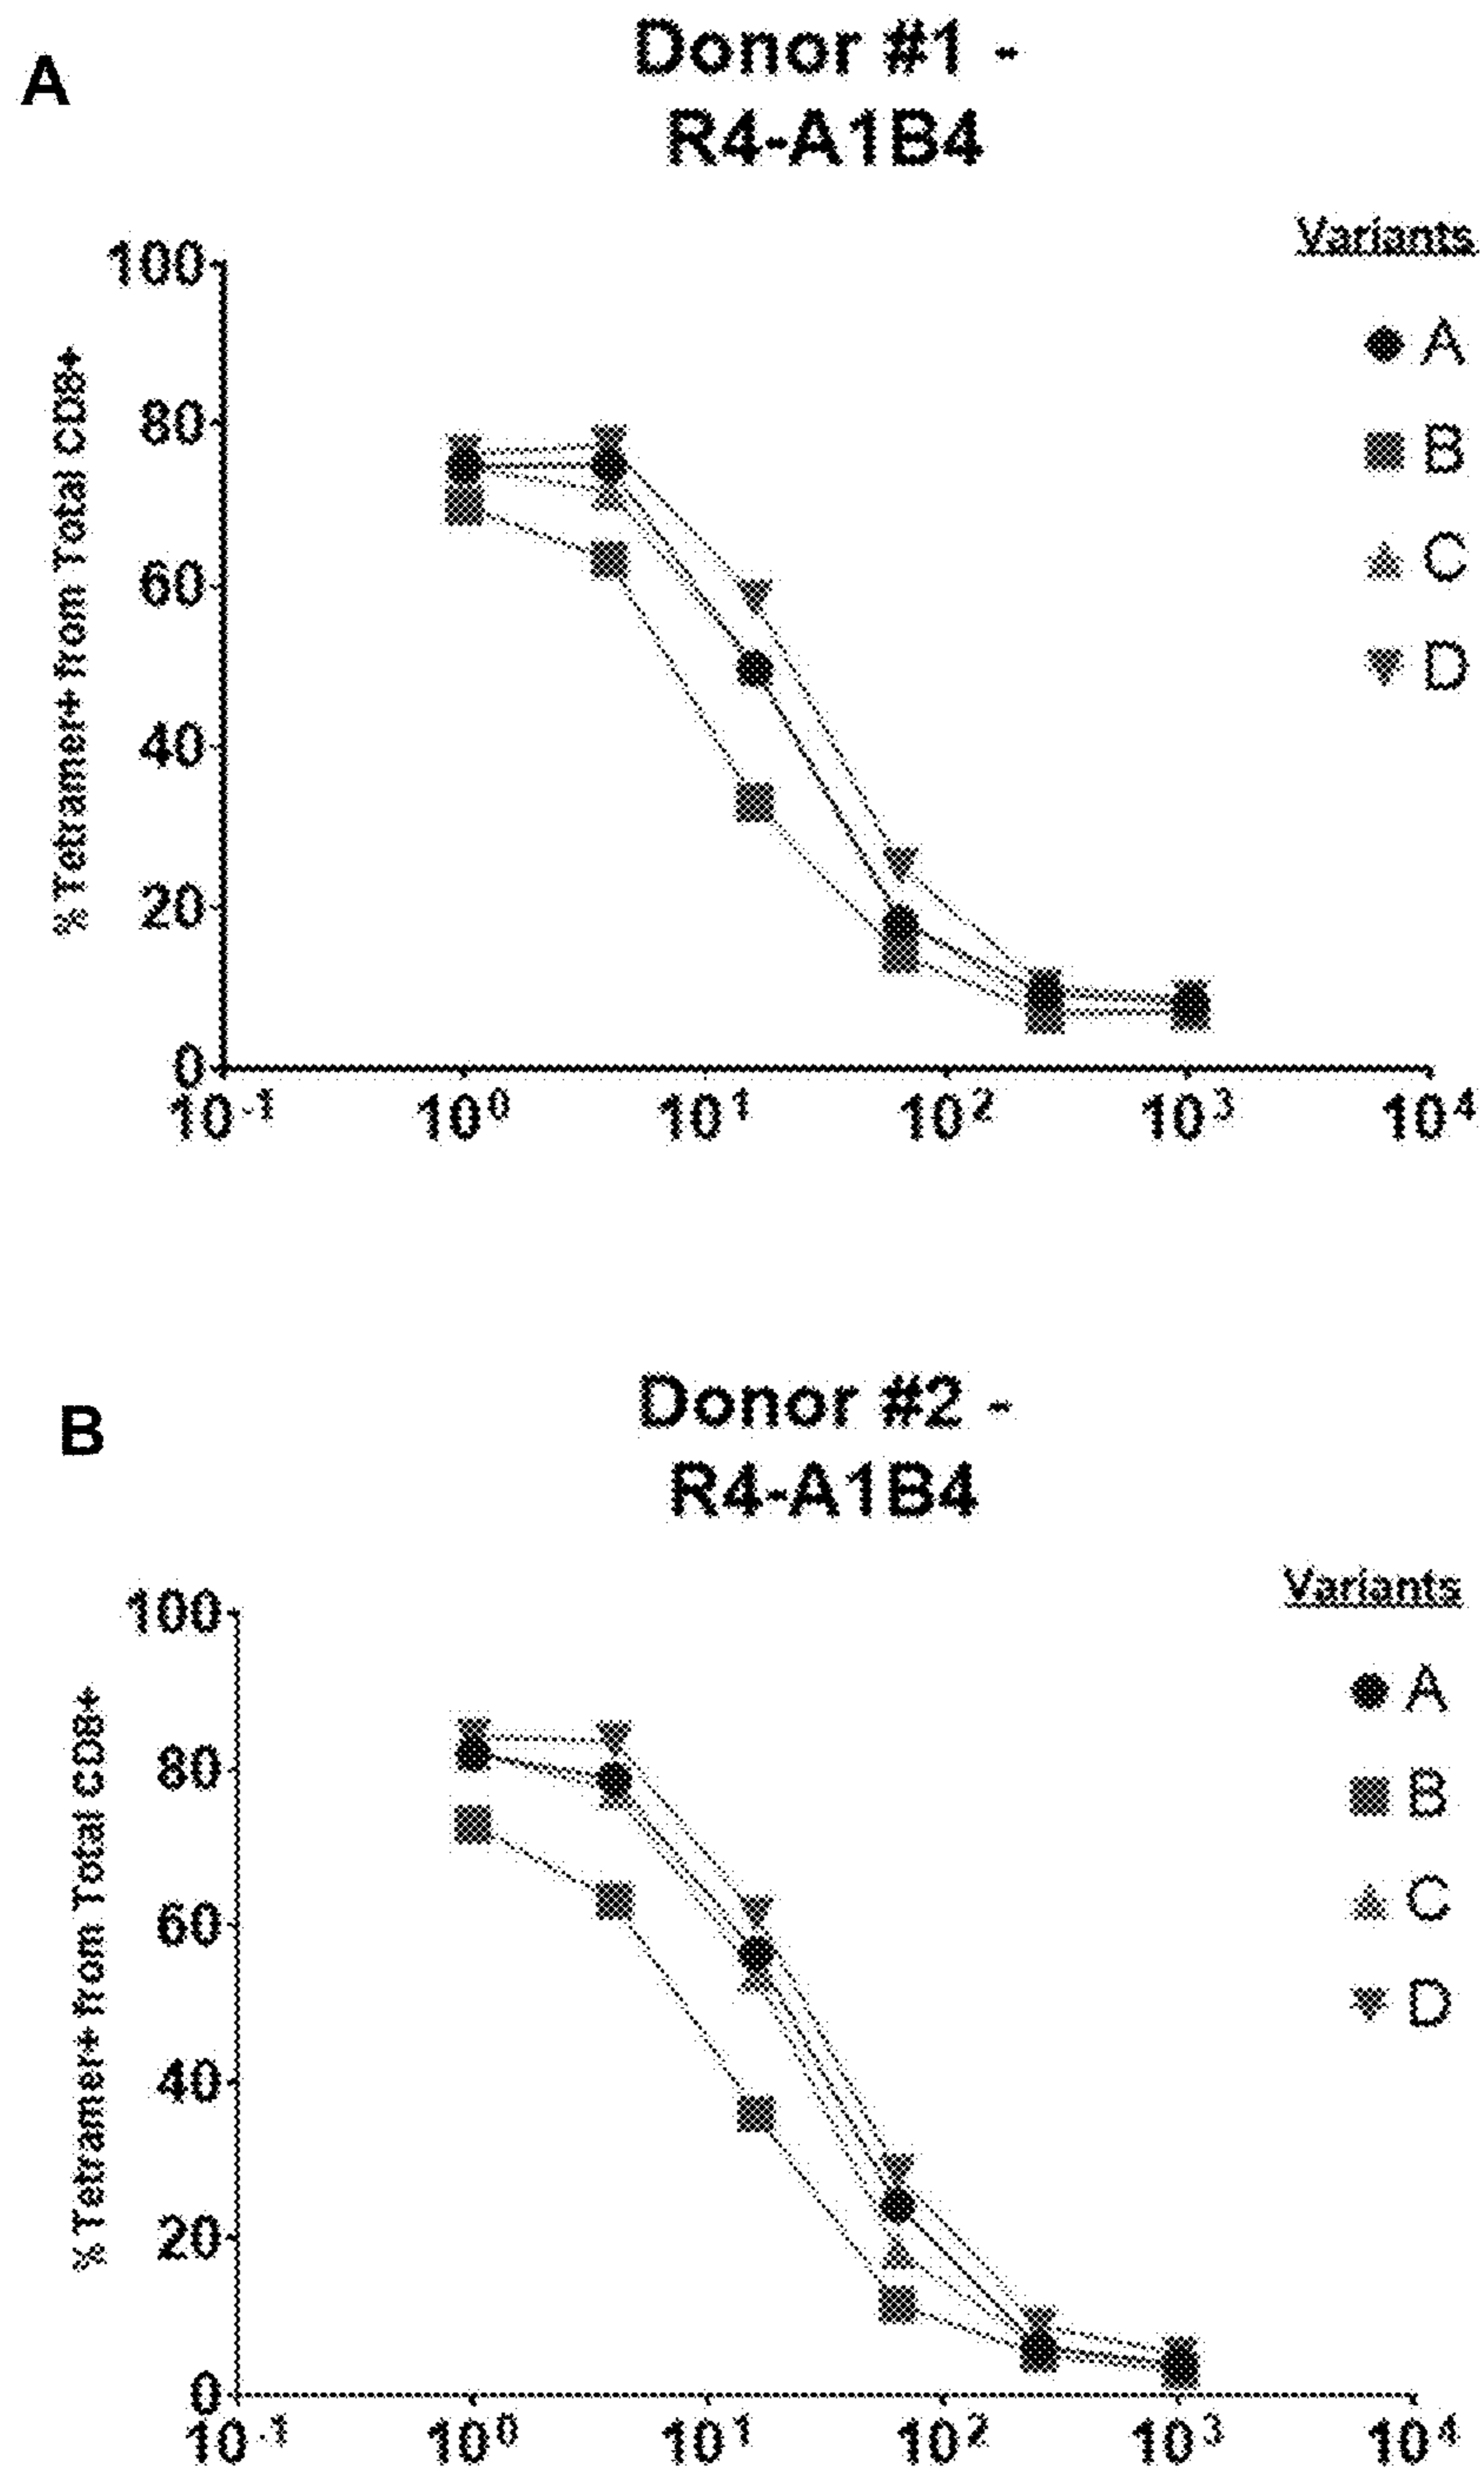 A
Donor #1 -
R4-A1B4
Variants
A
B
C
D
% Tetramer+ from Total CD8+
100
80
60
40
20
0
10-1 10⁰ 10¹ 10² 10³ 10⁴
B
Donor #2 -
R4-A1B4
Variants
A
B
C
D
% Tetramer+ from Total CD8+
100
80
60
40
20
0
10-1 10⁰ 10¹ 10² 10³ 10⁴